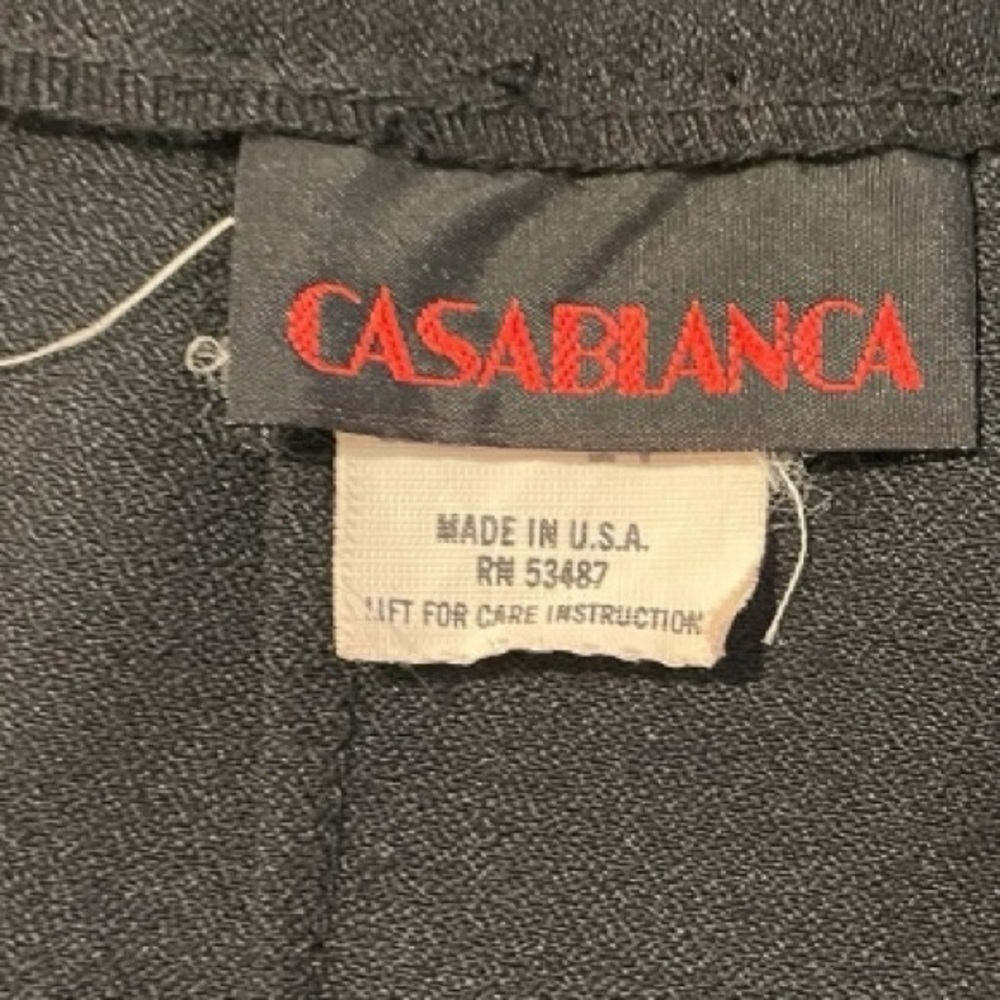 CASABLANCA
MADE IN U.S.A.
RN 53487
LIFT FOR CARE INSTRUCTION